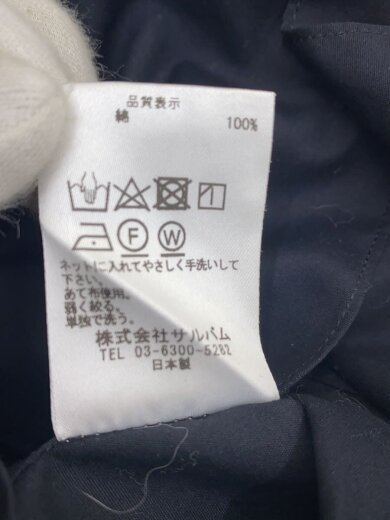 品質表示
綿 100%
F W
ネットに入れてやさしく手洗いして
下さい。
あて布使用。
弱く絞る。
単独で洗う。
株式会社サルバム
TEL 03-6300-5282
日本製